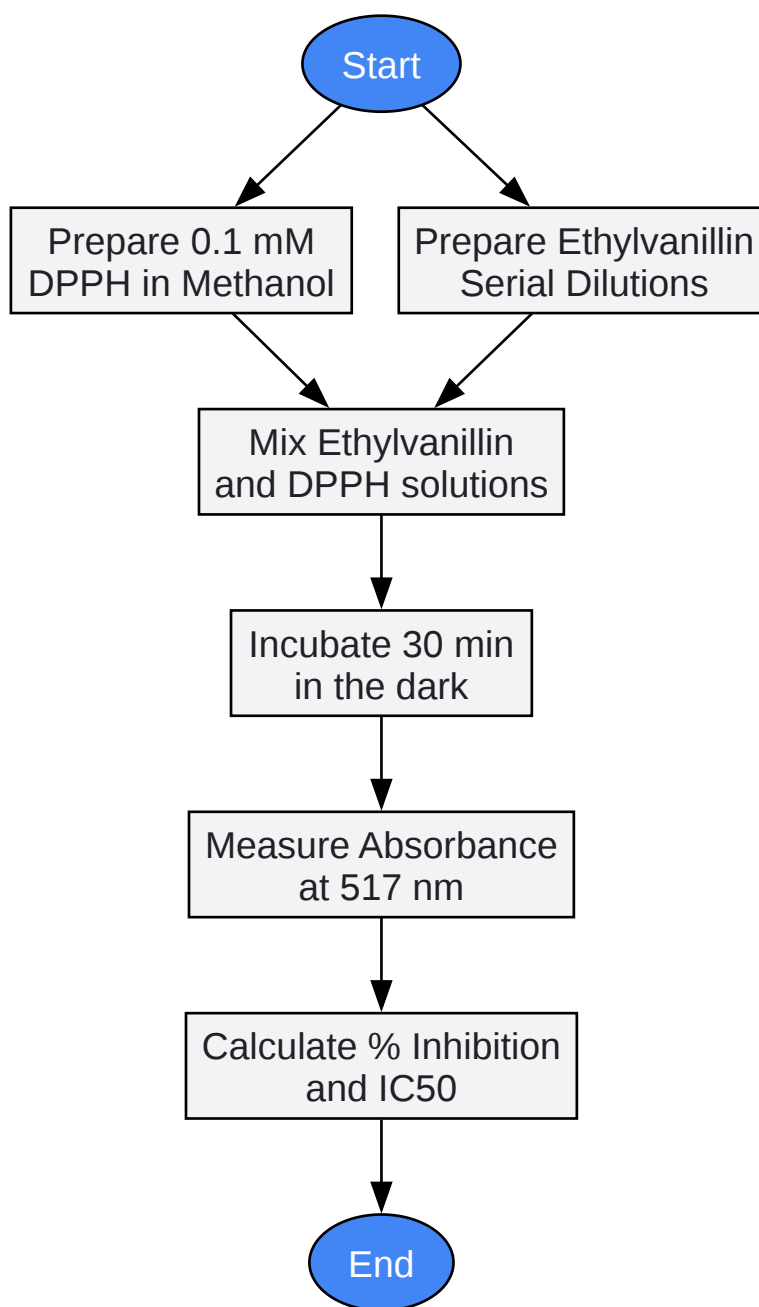 Start
Prepare 0.1 mM
DPPH in Methanol
Prepare Ethylvanillin
Serial Dilutions
Mix Ethylvanillin
and DPPH solutions
Incubate 30 min
in the dark
Measure Absorbance
at 517 nm
Calculate % Inhibition
and IC50
End